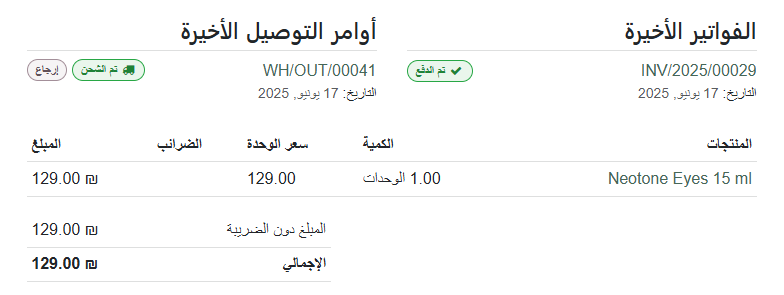 الفواتير الأخيرة
INV/2025/00029 تم الدفع
التاريخ: 17 يونيو, 2025
أوامر التوصيل الأخيرة
WH/OUT/00041 تم الشحن إرجاع
التاريخ: 17 يونيو, 2025
المنتجات الكمية سعر الوحدة الضرائب المبلغ
Neotone Eyes 15 ml 1.00 الوحدات 129.00 129.00 ₪
المبلغ دون الضريبة 129.00 ₪
الإجمالي 129.00 ₪